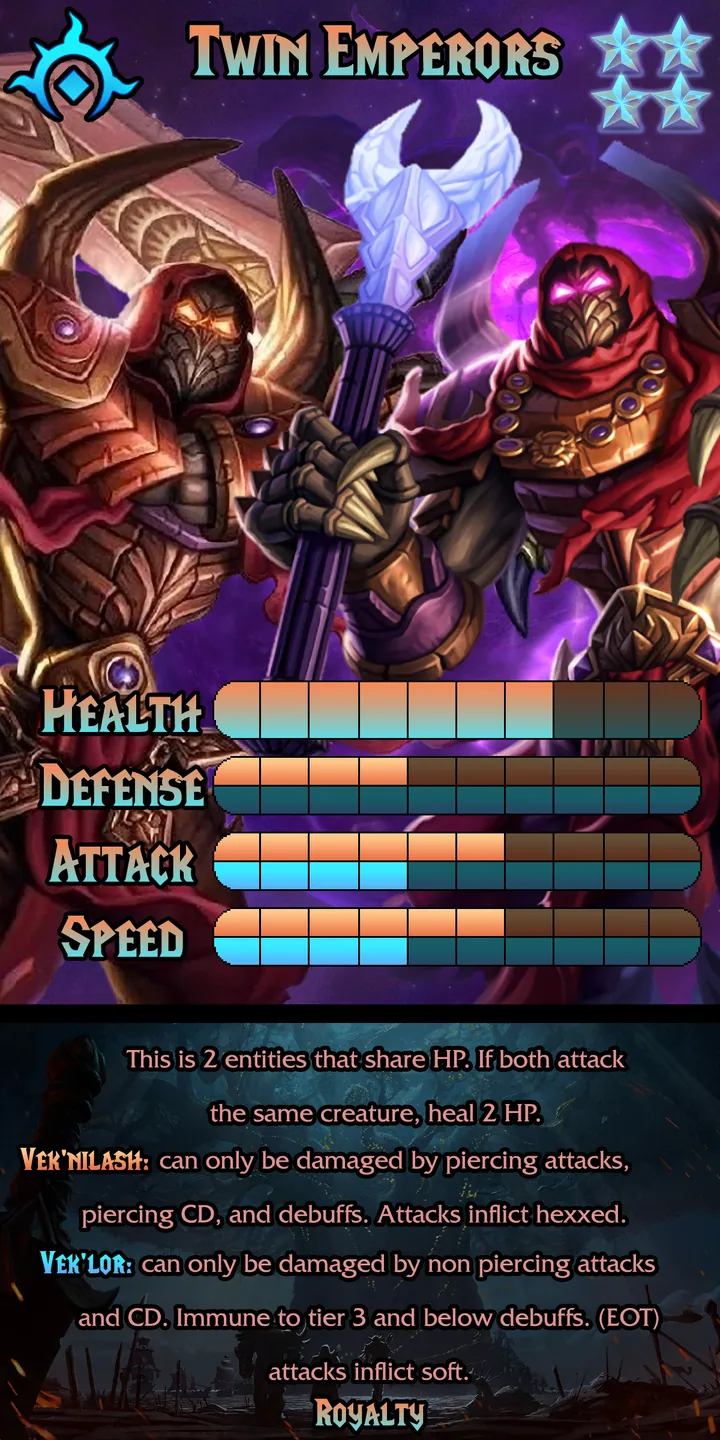 Twin Emperors
Health
Defense
Attack
Speed
This is 2 entities that share HP. If both attack
the same creature, heal 2 HP.
Vek'nilash: can only be damaged by piercing attacks,
piercing CD, and debuffs. Attacks inflict hexxed.
Vek'lor: can only be damaged by non piercing attacks
and CD. Immune to tier 3 and below debuffs. (EOT)
attacks inflict soft.
Royalty